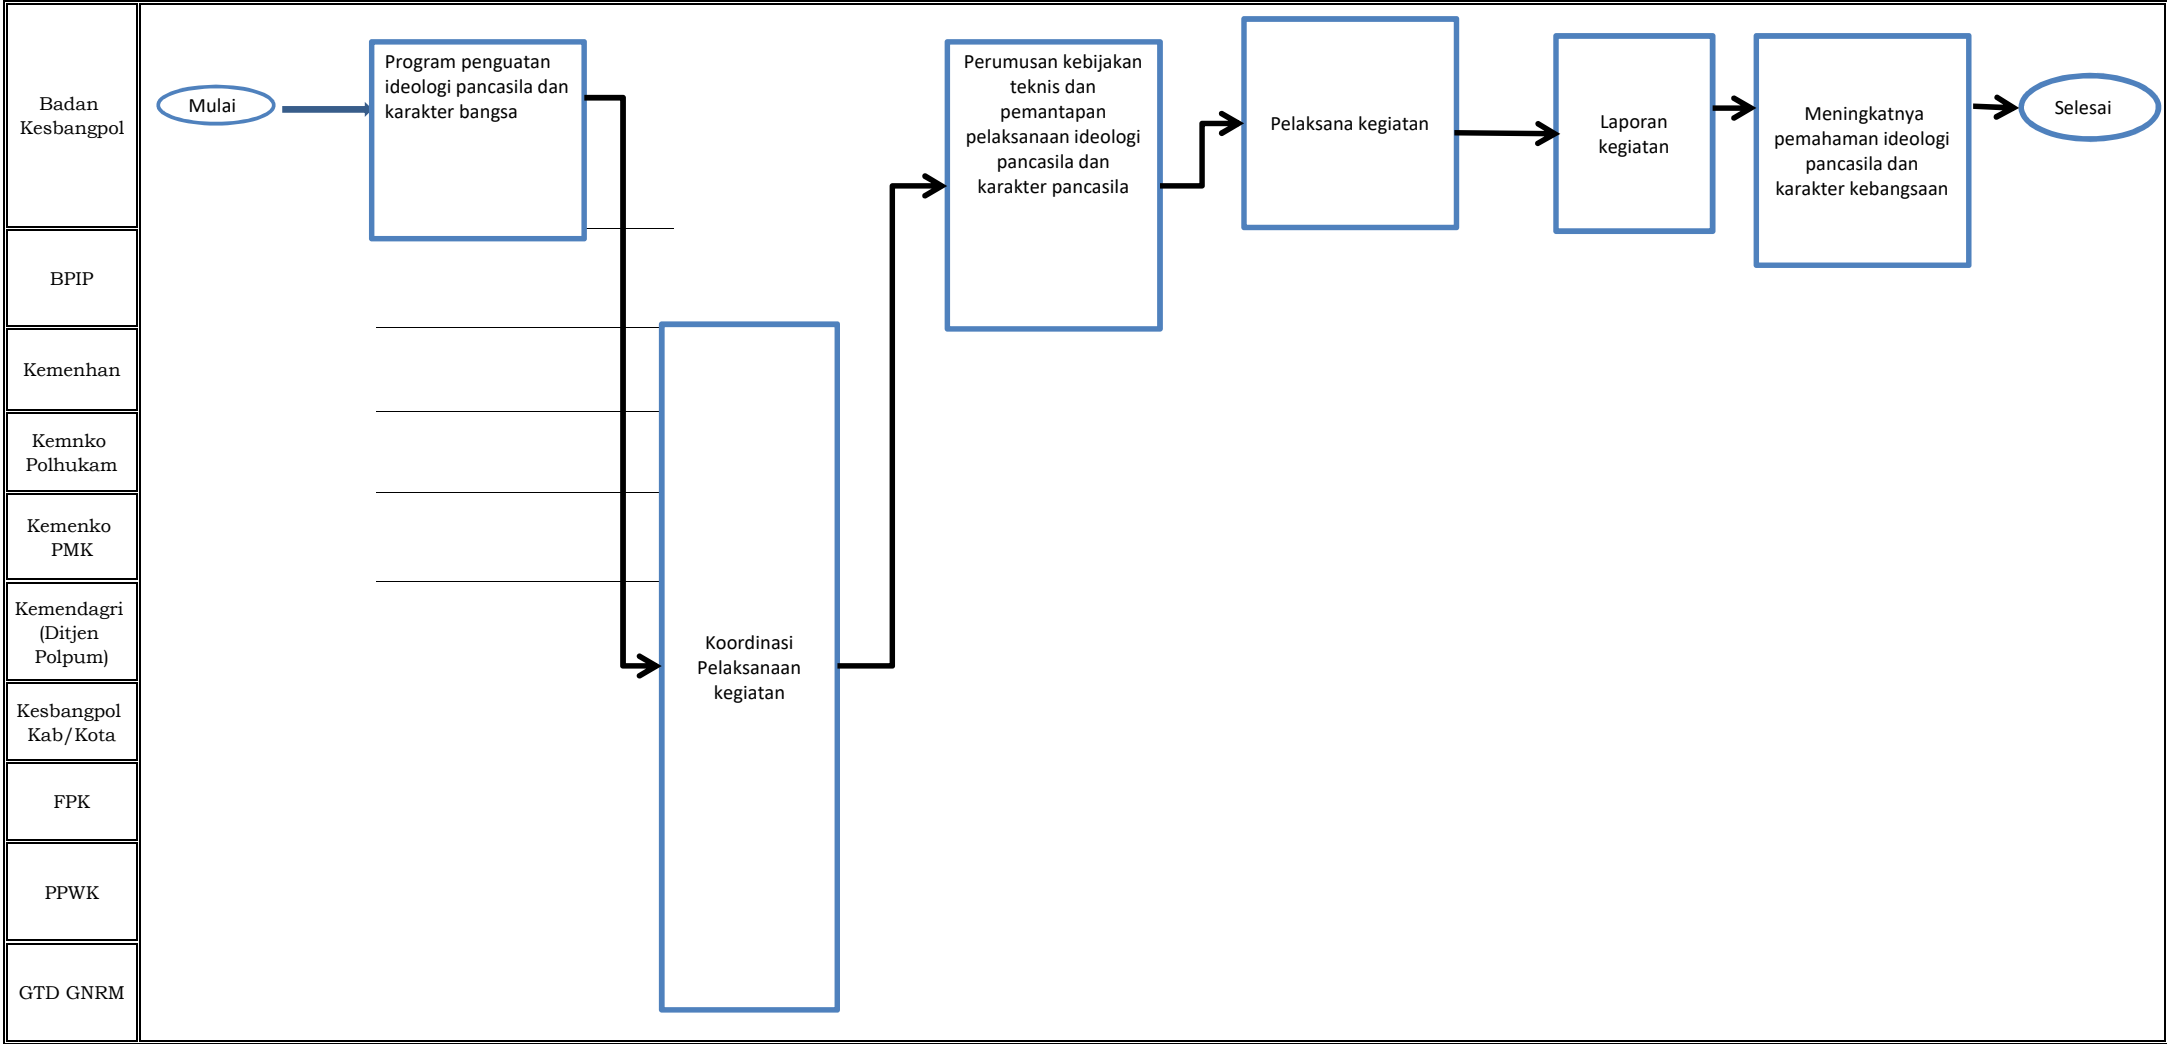 Badan
Kesbangpol
BPIP
Kemenhan
Kemnko
Polhukam
Kemenko
PMK
Kemendagri
(Ditjen
Polpum)
Kesbangpol
Kab/Kota
FPK
PPWK
GTD GNRM
Mulai
Program penguatan
ideologi pancasila dan
karakter bangsa
Koordinasi
Pelaksanaan
kegiatan
Perumusan kebijakan
teknis dan
pemantapan
pelaksanaan ideologi
pancasila dan
karakter pancasila
Pelaksana kegiatan
Laporan
kegiatan
Meningkatnya
pemahaman ideologi
pancasila dan
karakter kebangsaan
Selesai